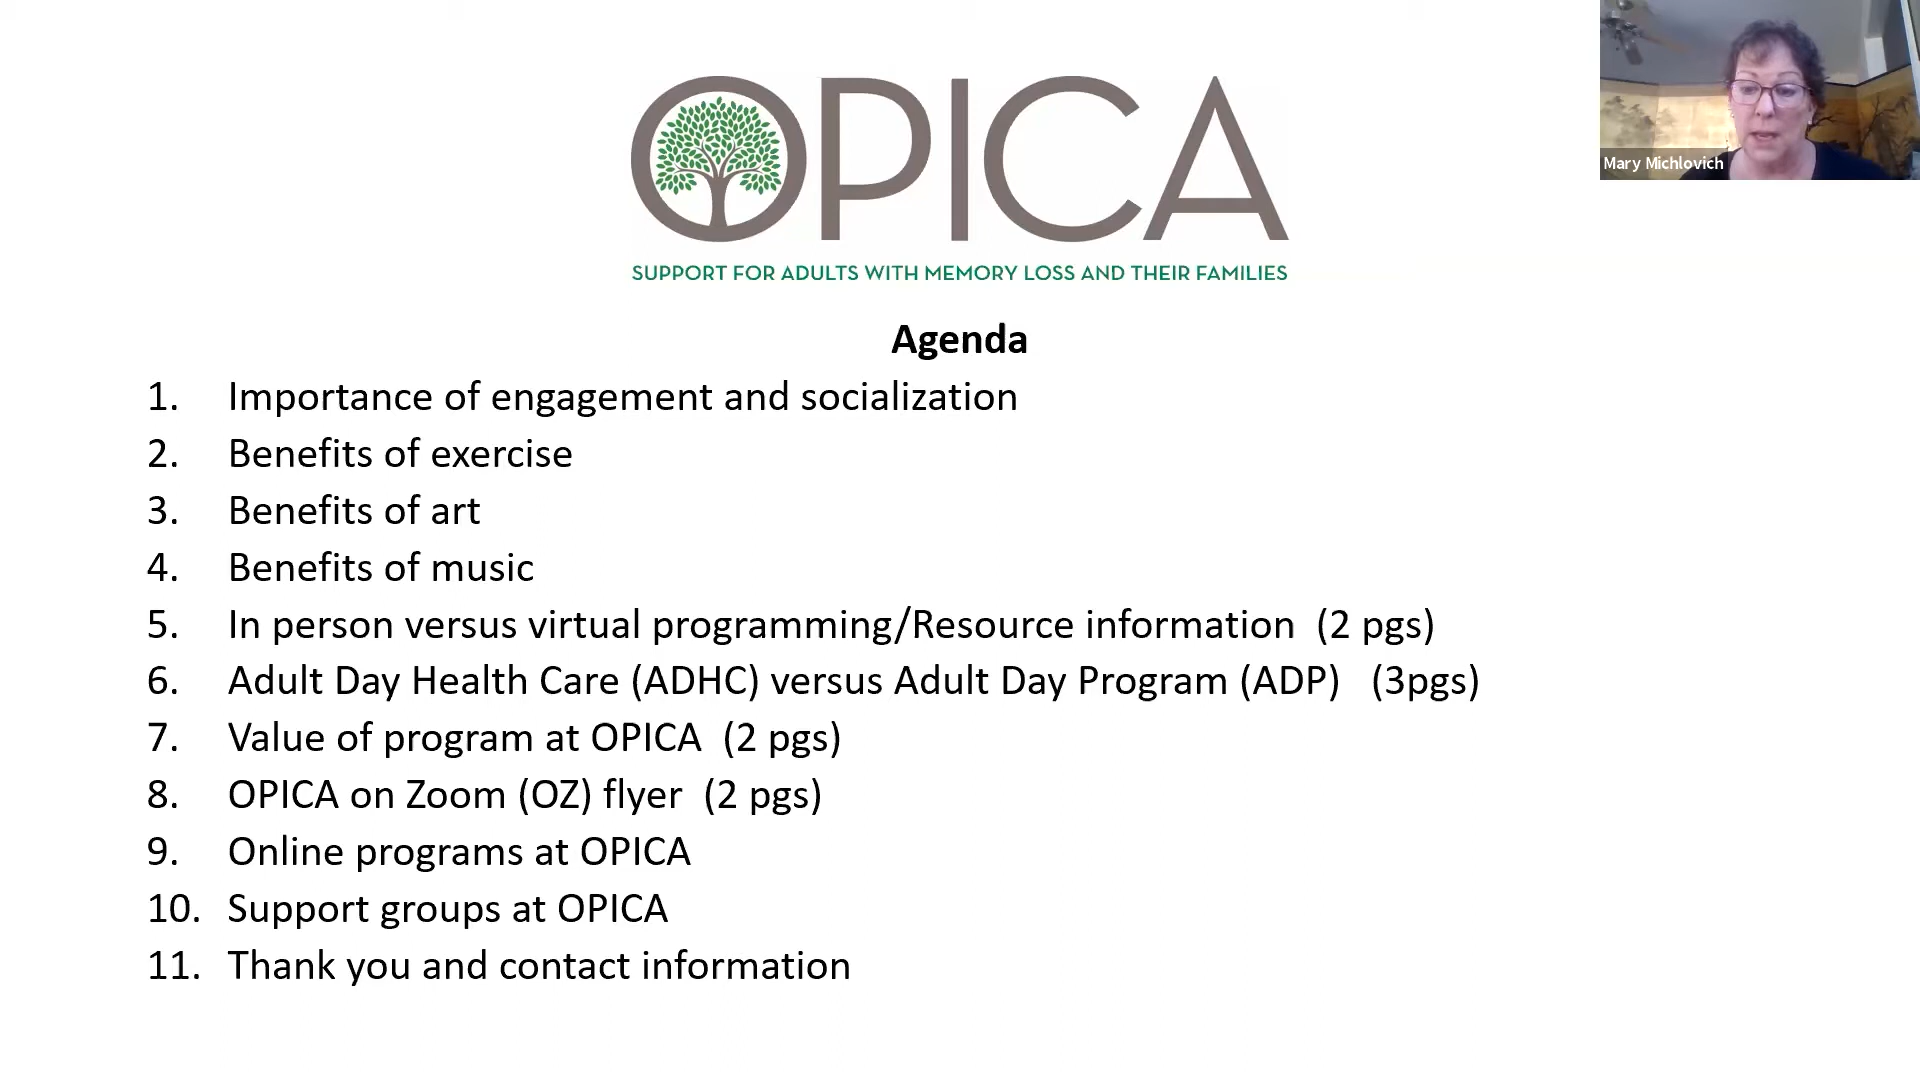 OPICA
SUPPORT FOR ADULTS WITH MEMORY LOSS AND THEIR FAMILIES
Mary Michlovich
Agenda
1. Importance of engagement and socialization
2. Benefits of exercise
3. Benefits of art
4. Benefits of music
5. In person versus virtual programming/Resource information (2 pgs)
6. Adult Day Health Care (ADHC) versus Adult Day Program (ADP) (3pgs)
7. Value of program at OPICA (2 pgs)
8. OPICA on Zoom (OZ) flyer (2 pgs)
9. Online programs at OPICA
10. Support groups at OPICA
11. Thank you and contact information